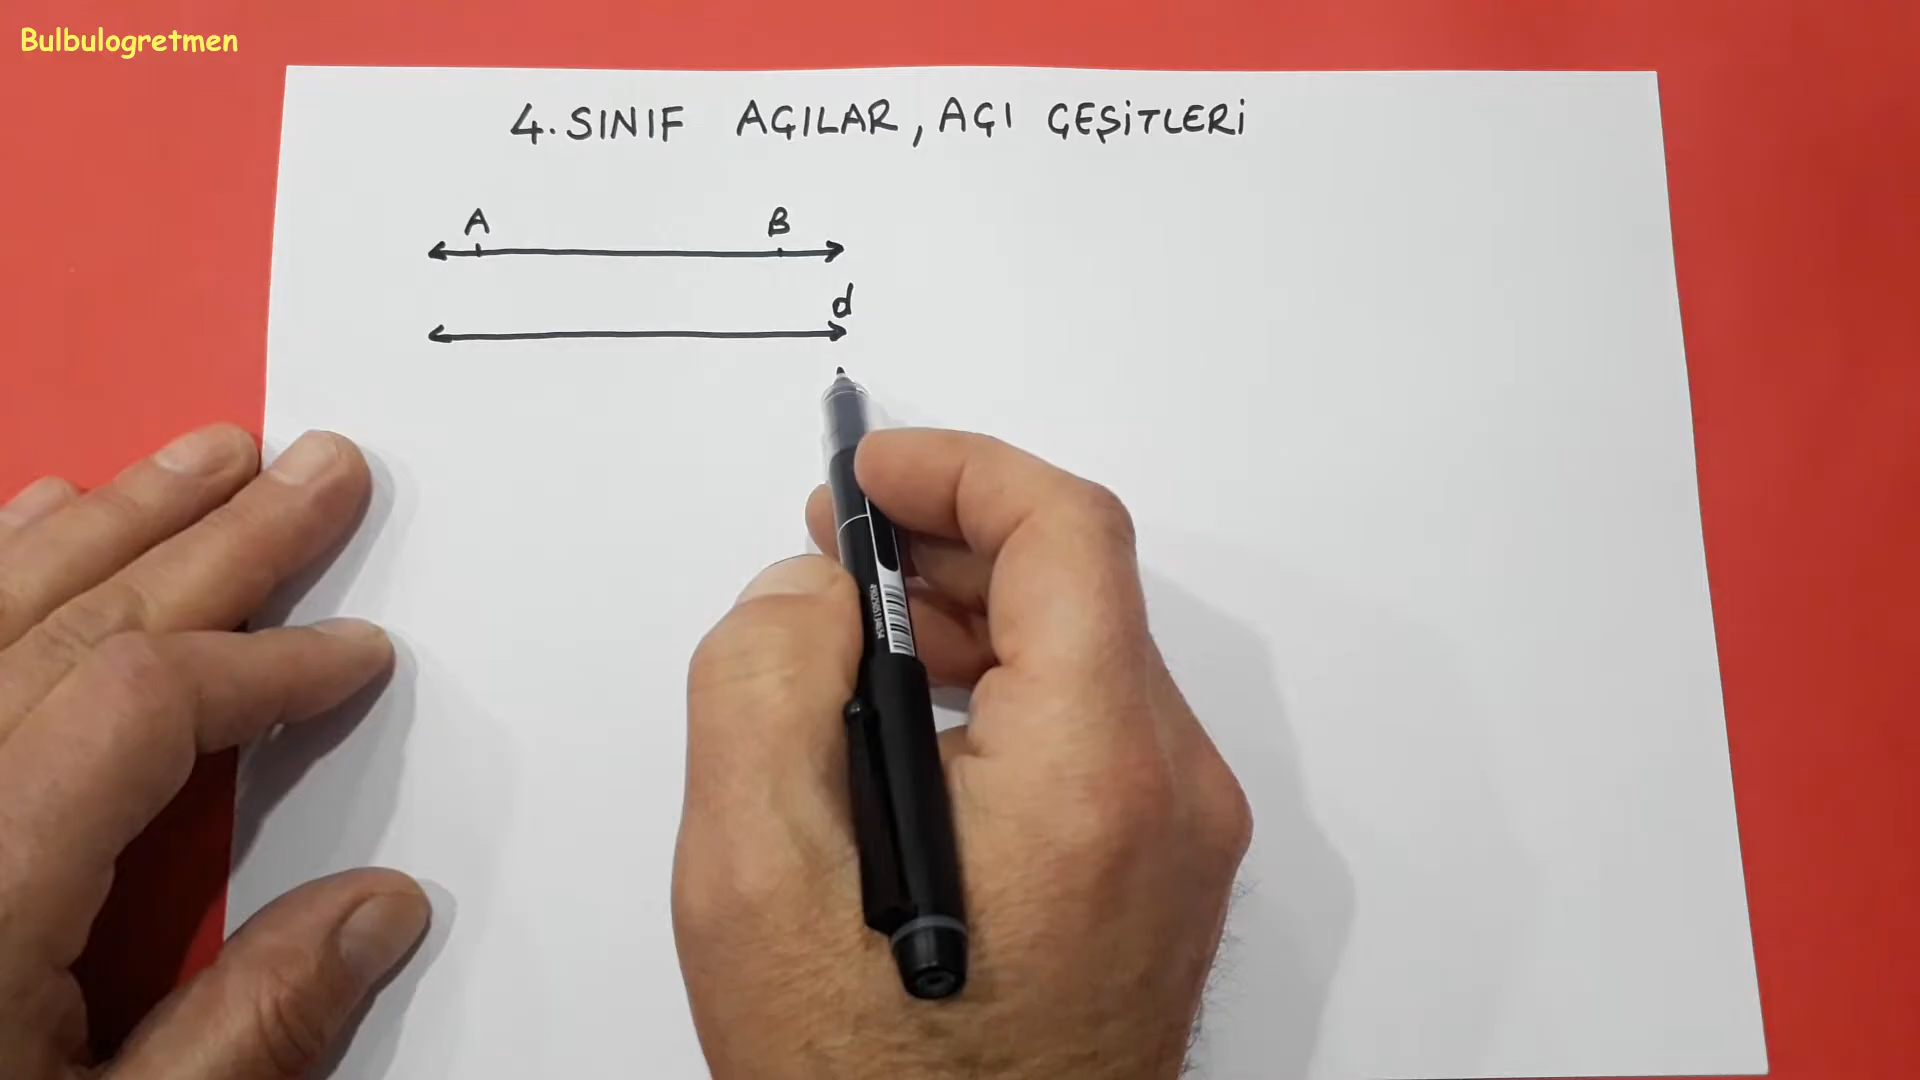 Bulbulogretmen
4. SINIF AÇILAR, AÇI ÇEŞİTLERİ
A B
d